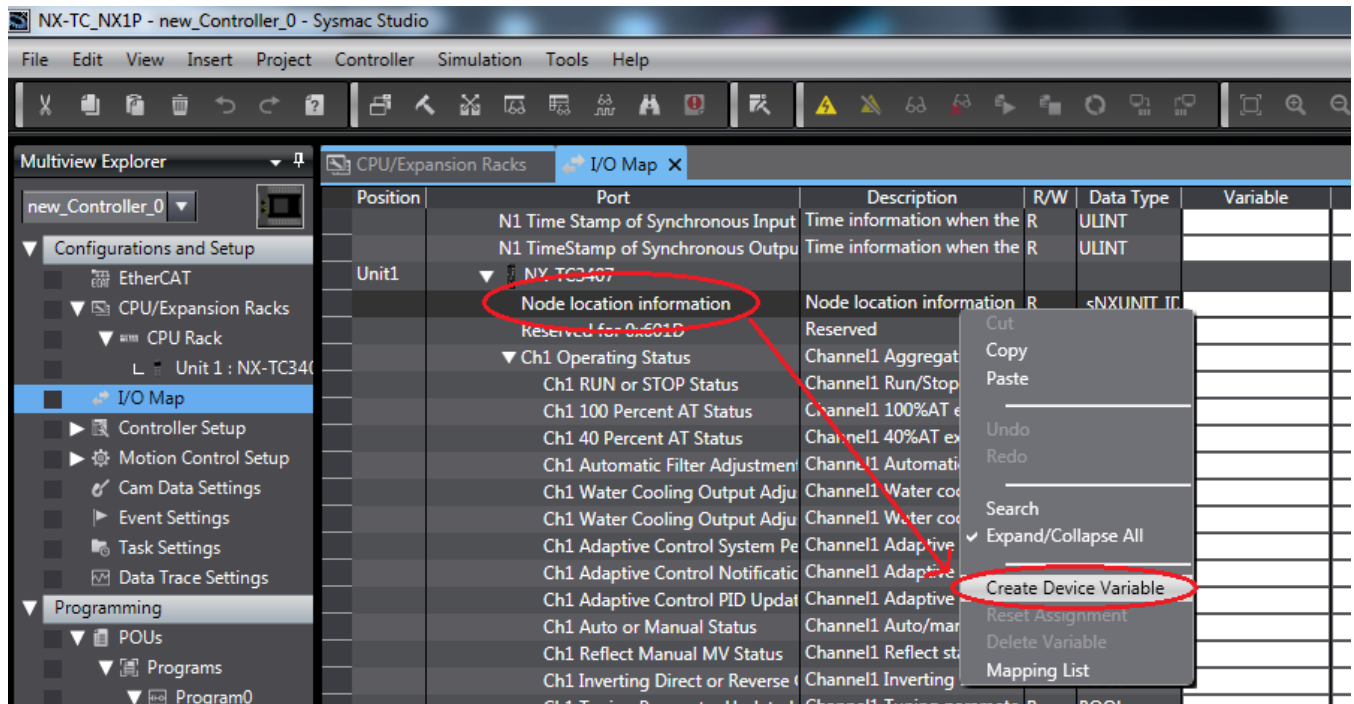 NX-TC_NX1P - new_Controller_0 - Sysmac Studio
File Edit View Insert Project Controller Simulation Tools Help
Multiview Explorer
new_Controller_0
Configurations and Setup
EtherCAT
CPU/Expansion Racks
CPU Rack
Unit 1 : NX-TC340
I/O Map
Controller Setup
Motion Control Setup
Cam Data Settings
Event Settings
Task Settings
Data Trace Settings
Programming
POUs
Programs
Program0
CPU/Expansion Racks I/O Map
Position Port Description R/W Data Type Variable
N1 Time Stamp of Synchronous Input Time information when the R ULINT
N1 TimeStamp of Synchronous Outpu Time information when the R ULINT
Unit1 NX-TC3407
Node location information Node location information R sNXUNIT_ID
Reserved for 0x601D Reserved
Ch1 Operating Status Channel1 Aggregat
Ch1 RUN or STOP Status Channel1 Run/Stop
Ch1 100 Percent AT Status Channel1 100%AT e
Ch1 40 Percent AT Status Channel1 40%AT ex
Ch1 Automatic Filter Adjustment Channel1 Automati
Ch1 Water Cooling Output Adju Channel1 Water coo
Ch1 Water Cooling Output Adju Channel1 Water coo
Ch1 Adaptive Control System Pe Channel1 Adaptive
Ch1 Adaptive Control Notificatic Channel1 Adaptive
Ch1 Adaptive Control PID Updat Channel1 Adaptive
Ch1 Auto or Manual Status Channel1 Auto/mar
Ch1 Reflect Manual MV Status Channel1 Reflect sta
Ch1 Inverting Direct or Reverse Channel1 Inverting
Cut
Copy
Paste
Undo
Redo
Search
Expand/Collapse All
Create Device Variable
Reset Assignment
Delete Variable
Mapping List